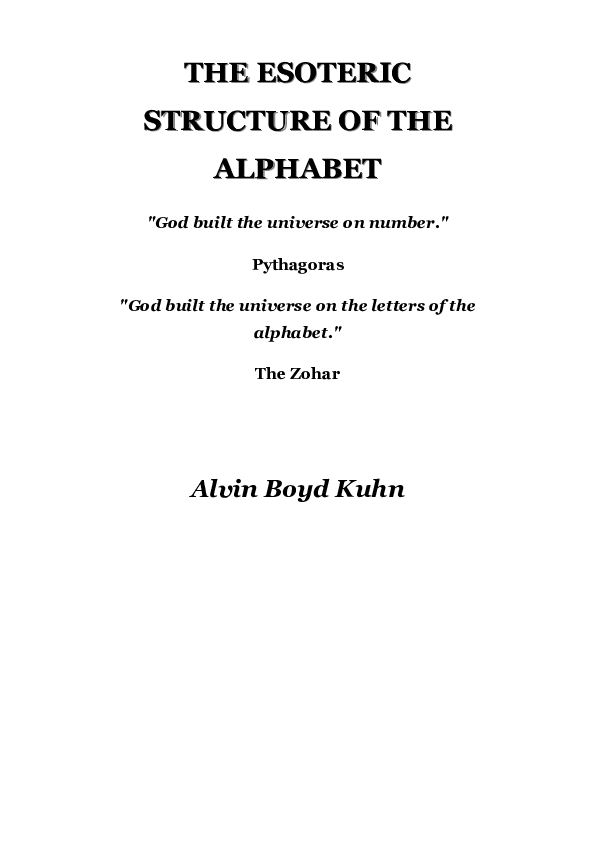 THE ESOTERIC
STRUCTURE OF THE
ALPHABET
"God built the universe on number."
Pythagoras
"God built the universe on the letters of the
alphabet."
The Zohar
Alvin Boyd Kuhn